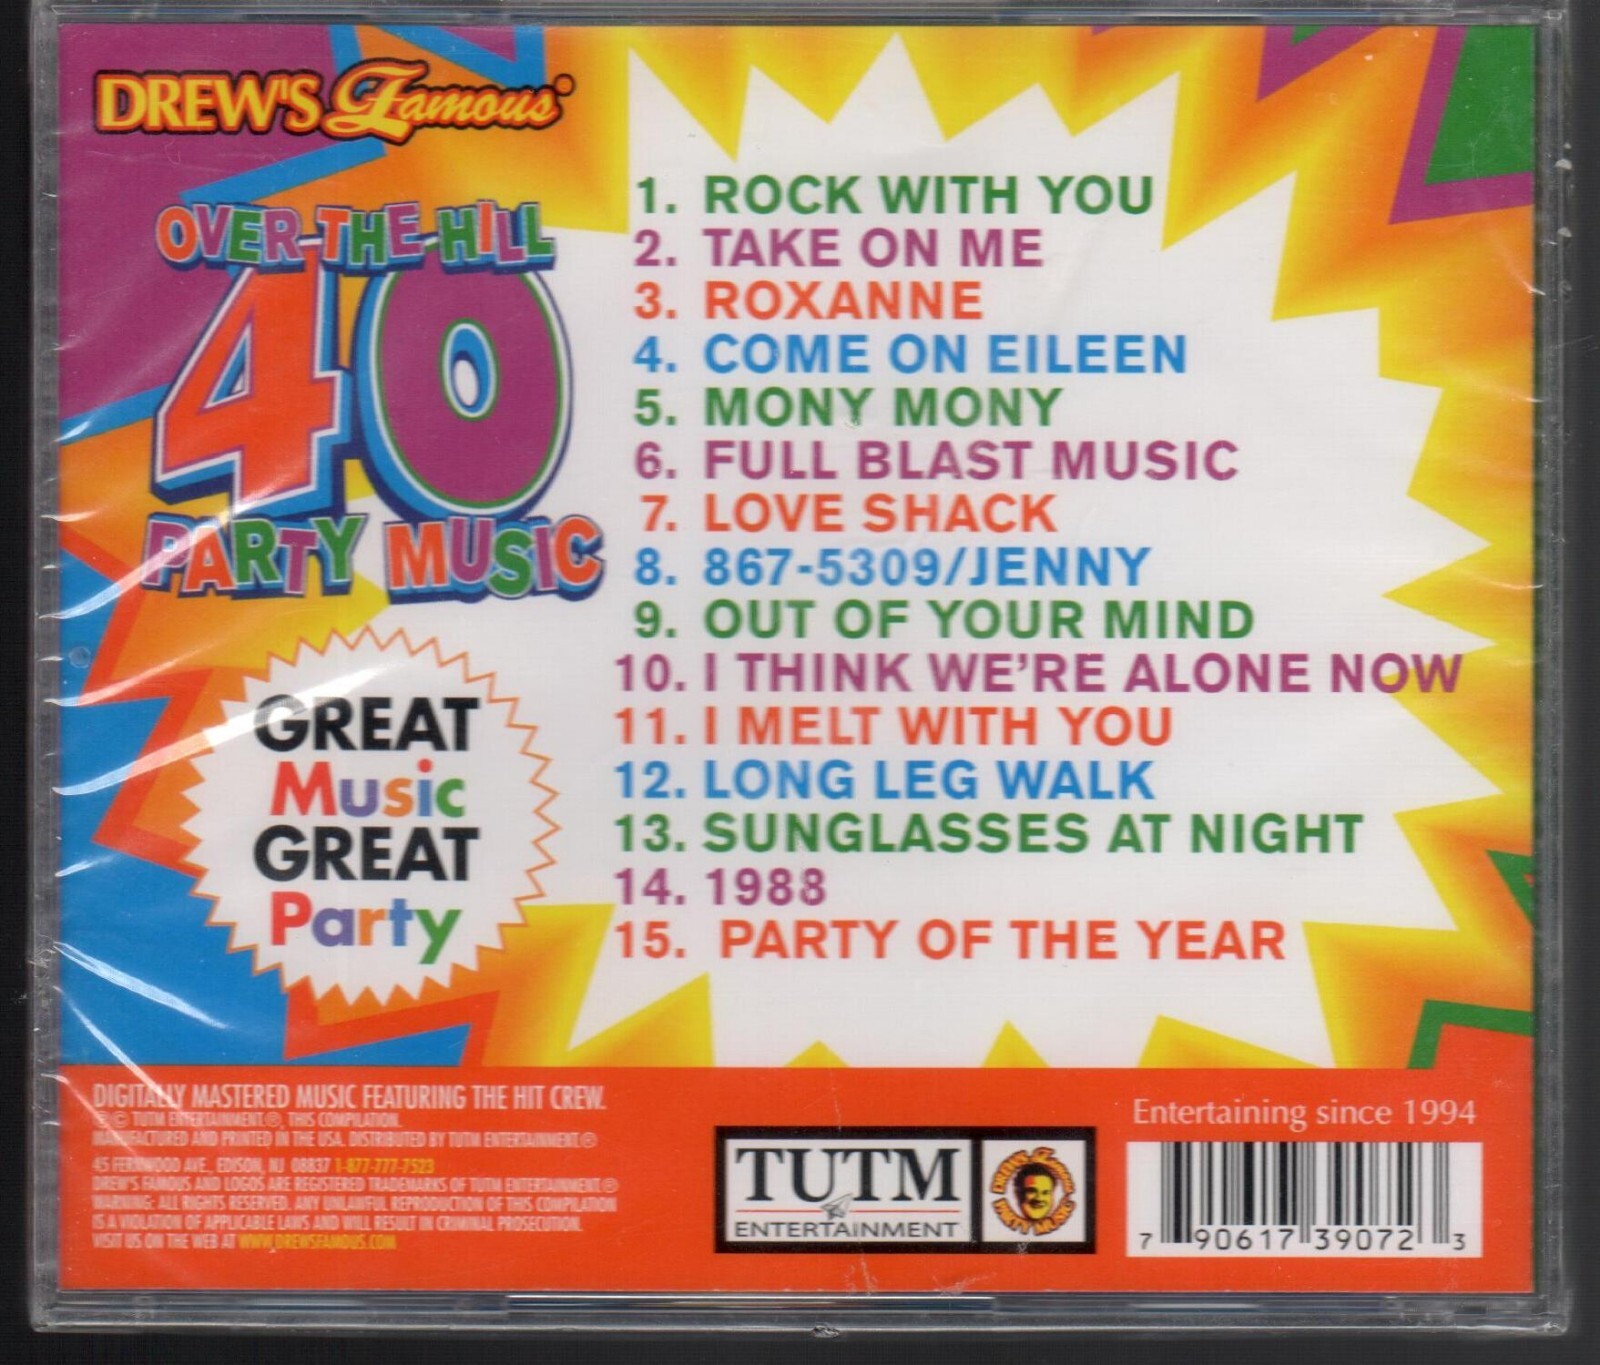 DREW'S Famous®
OVER-THE-HILL
40
PARTY MUSIC
GREAT
Music
GREAT
Party
1. ROCK WITH YOU
2. TAKE ON ME
3. ROXANNE
4. COME ON EILEEN
5. MONY MONY
6. FULL BLAST MUSIC
7. LOVE SHACK
8. 867-5309/JENNY
9. OUT OF YOUR MIND
10. I THINK WE'RE ALONE NOW
11. I MELT WITH YOU
12. LONG LEG WALK
13. SUNGLASSES AT NIGHT
14. 1988
15. PARTY OF THE YEAR
DIGITALLY MASTERED MUSIC FEATURING THE HIT CREW.
℗ © TUTM ENTERTAINMENT®, THIS COMPILATION.
MANUFACTURED AND PRINTED IN THE USA. DISTRIBUTED BY TUTM ENTERTAINMENT®
45 FERNWOOD AVE., EDISON, NJ 08837 1-877-777-7523
DREW'S FAMOUS AND LOGOS ARE REGISTERED TRADEMARKS OF TUTM ENTERTAINMENT®
WARNING: ALL RIGHTS RESERVED. ANY UNLAWFUL REPRODUCTION OF THIS COMPILATION
IS A VIOLATION OF APPLICABLE LAWS AND WILL RESULT IN CRIMINAL PROSECUTION.
VISIT US ON THE WEB AT WWW.DREWSFAMOUS.COM
TUTM
ENTERTAINMENT
DREW'S Famous
PARTY MUSIC
Entertaining since 1994
7 90617 39072 3